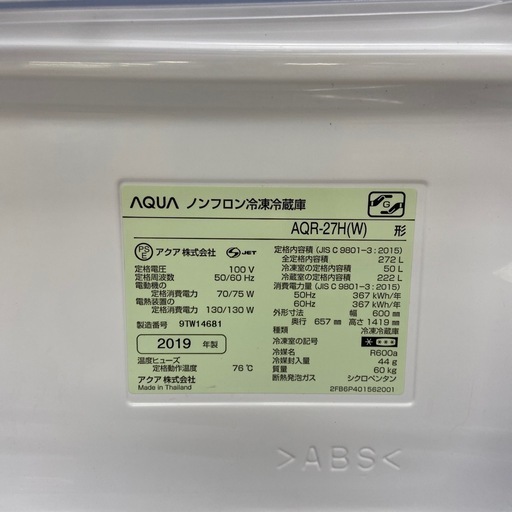 AQUA ノンフロン冷凍冷蔵庫
G
AQR-27H(W) 形
PSE アクア株式会社 S-JET
定格電圧 100 V
定格周波数 50/60 Hz
電動機の
定格消費電力 70/75 W
電熱装置の
定格消費電力 130/130 W
製造番号 9TW14681
2019 年製
温度ヒューズ
定格動作温度 76℃
アクア株式会社
Made in Thailand
定格内容積 (JIS C 9801-3 : 2015)
全定格内容積 272 L
冷凍室の定格内容積 50 L
冷蔵室の定格内容積 222 L
消費電力量 (JIS C 9801-3 : 2015)
50Hz 367 kWh/年
60Hz 367 kWh/年
外形寸法 幅 600 mm
奥行 657 mm 高さ 1419 mm
種類 冷凍冷蔵庫
冷凍室の記号
冷媒名 R600a
冷媒封入量 44 g
質量 60 kg
断熱発泡ガス シクロペンタン
2FB6P401562001
>ABS<